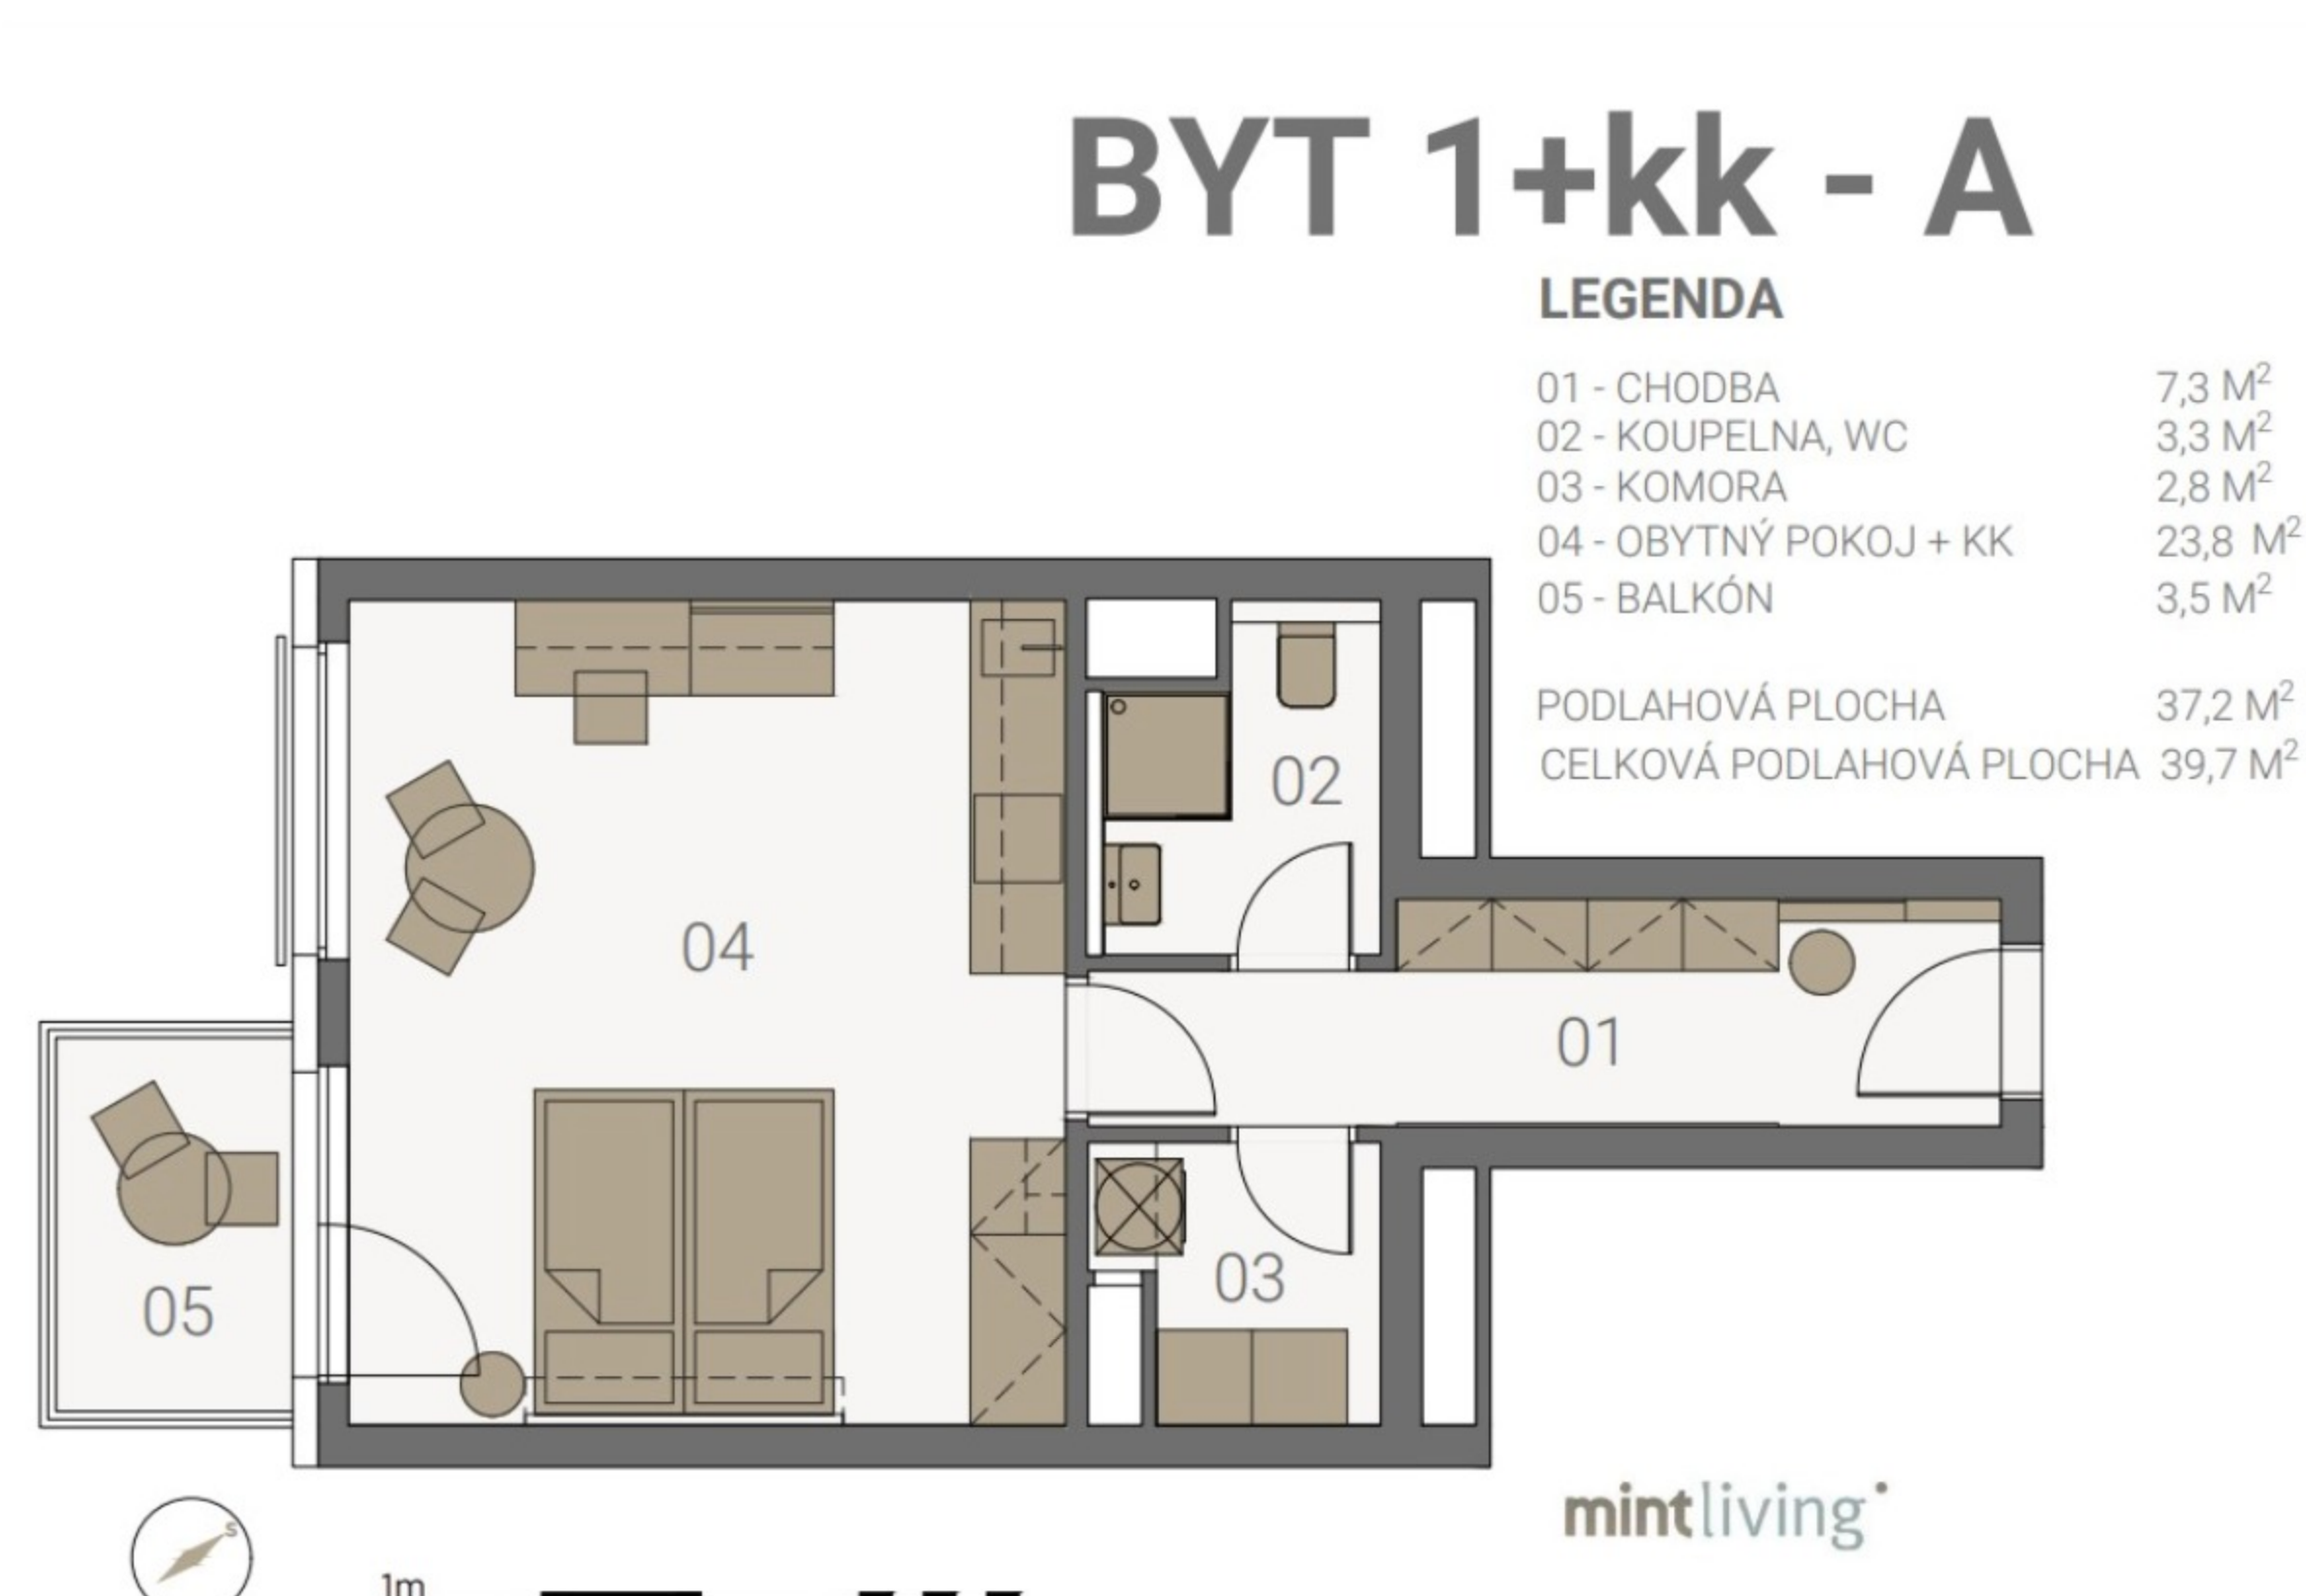 BYT 1+kk - A
LEGENDA
01 - CHODBA 7,3 M²
02 - KOUPELNA, WC 3,3 M²
03 - KOMORA 2,8 M²
04 - OBYTNÝ POKOJ + KK 23,8 M²
05 - BALKÓN 3,5 M²
PODLAHOVÁ PLOCHA 37,2 M²
CELKOVÁ PODLAHOVÁ PLOCHA 39,7 M²
02
04
01
03
05
mintliving
S
1m